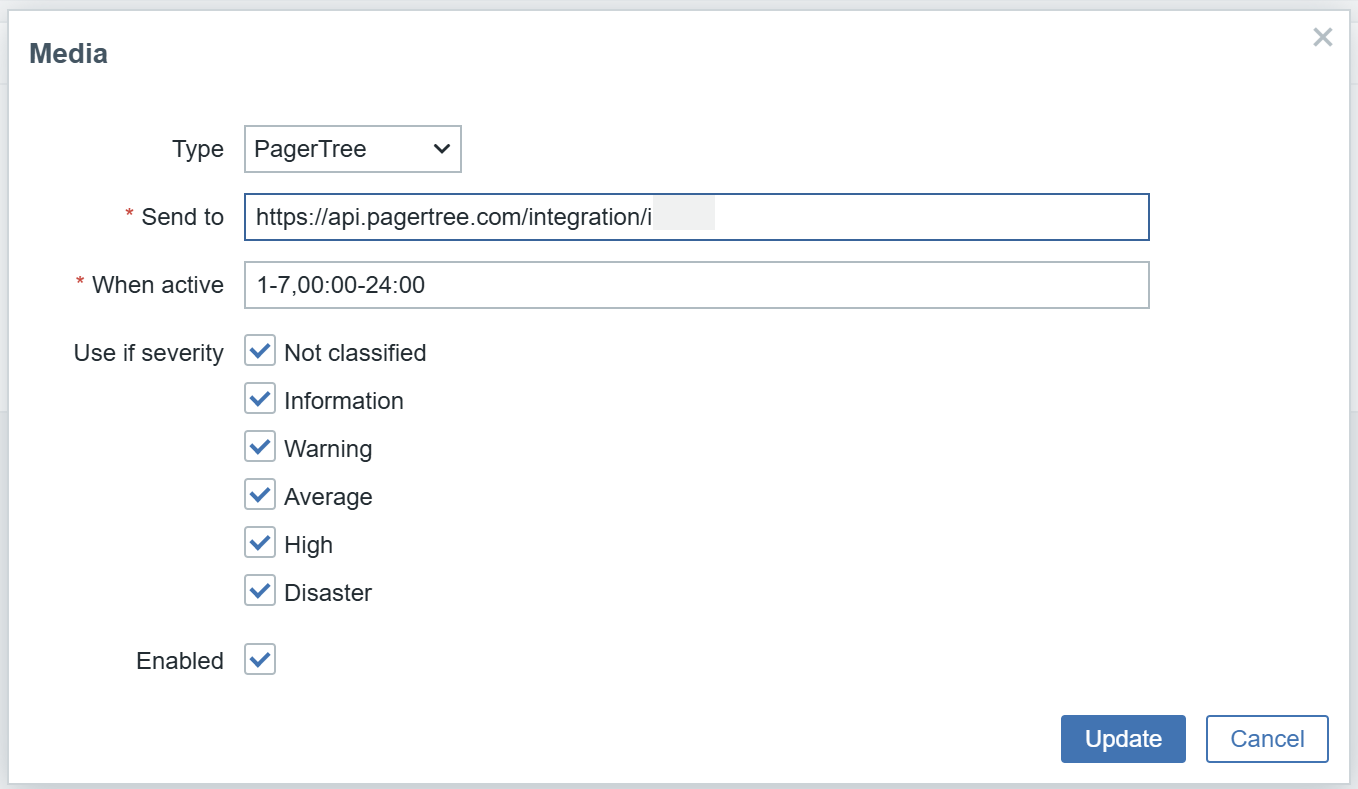 Media
Type PagerTree
* Send to https://api.pagertree.com/integration/i
* When active 1-7,00:00-24:00
Use if severity Not classified
Information
Warning
Average
High
Disaster
Enabled
Update Cancel